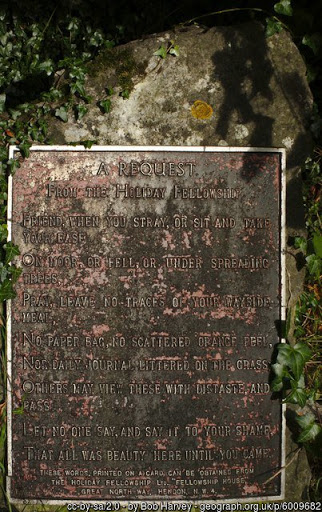 A REQUEST
FROM THE HOLIDAY FELLOWSHIP
FRIEND, WHEN YOU STRAY, OR SIT AND TAKE
YOUR EASE
ON MOOR, OR FELL, OR UNDER SPREADING
TREES
PRAY, LEAVE NO TRACES OF YOUR WAYSIDE
MEAL
NO PAPER BAG, NO SCATTERED ORANGE PEEL,
NOR DAILY JOURNAL LITTERED ON THE GRASS
OTHERS MAY VIEW THESE WITH DISTASTE, AND
PASS
LET NO ONE SAY, AND SAY IT TO YOUR SHAME
THAT ALL WAS BEAUTY HERE UNTIL YOU CAME.
THESE WORDS, PRINTED ON A CARD, CAN BE OBTAINED FROM
THE HOLIDAY FELLOWSHIP LTD. FELLOWSHIP HOUSE,
GREAT NORTH WAY, HENDON, N.W.4.
cc-by-sa/2.0 - by Bob Harvey - geograph.org.uk/p/6009682